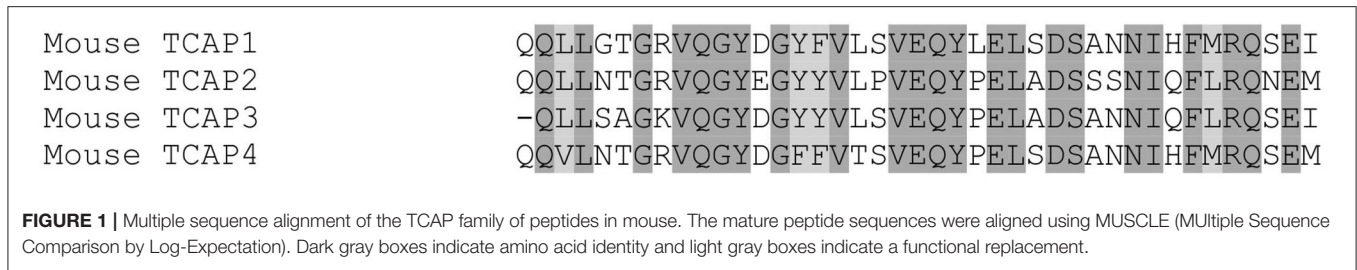 Mouse TCAP1 QQLLGTGRVQGYDGYFVLSVEQYLELSDSANNIHFMRQSEI
Mouse TCAP2 QQLLNTGRVQGYEGYYVLPVEQYPELADSSSNIQFLRQNEM
Mouse TCAP3 -QLLSAGKVQGYDGYYVLSVEQYPELADSANNIQFLRQSEI
Mouse TCAP4 QQVLNTGRVQGYDGFFVTSVEQYPELSDSANNIHFMRQSEM
FIGURE 1 | Multiple sequence alignment of the TCAP family of peptides in mouse. The mature peptide sequences were aligned using MUSCLE (MUltiple Sequence
Comparison by Log-Expectation). Dark gray boxes indicate amino acid identity and light gray boxes indicate a functional replacement.